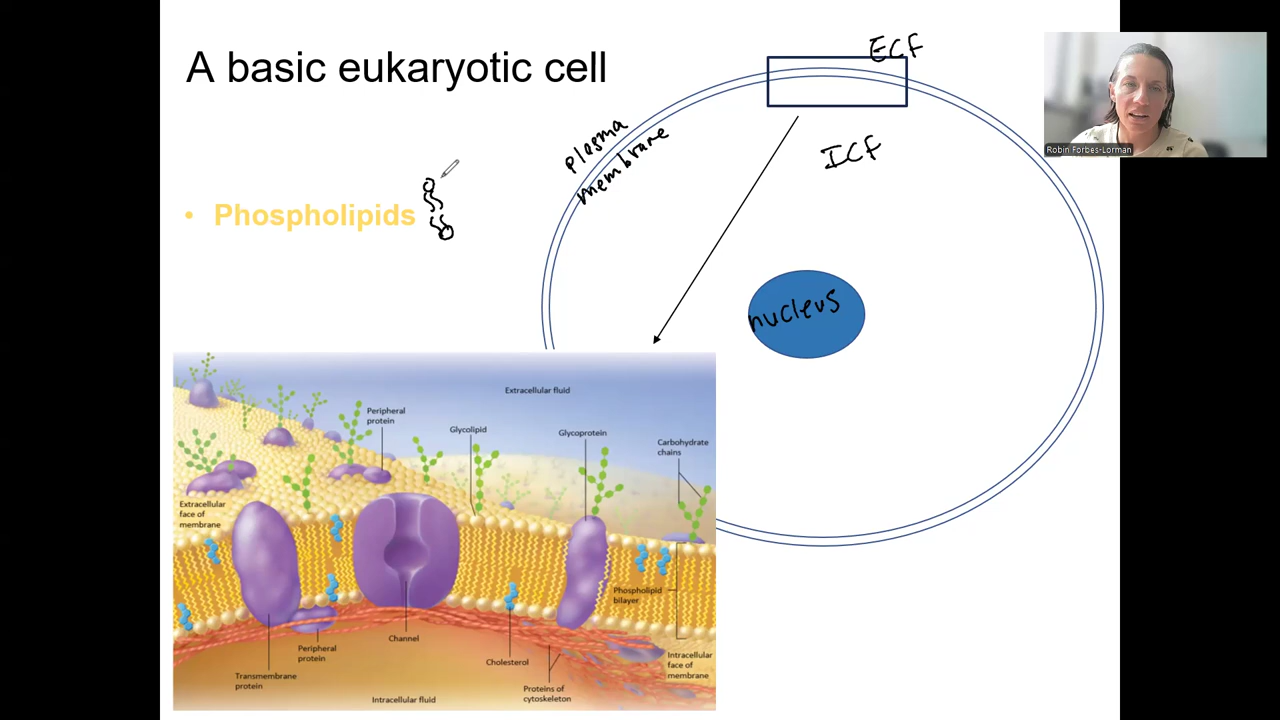 A basic eukaryotic cell
ECF
Robin Forbes-Lorman
plasma
membrane
ICF
• Phospholipids
nucleus
Extracellular fluid
Peripheral
protein
Glycolipid
Glycoprotein
Carbohydrate
chains
Extracellular
face of
membrane
Phospholipid
bilayer
Channel
Peripheral
protein
Cholesterol
Intracellular
face of
membrane
Transmembrane
protein
Proteins of
cytoskeleton
Intracellular fluid